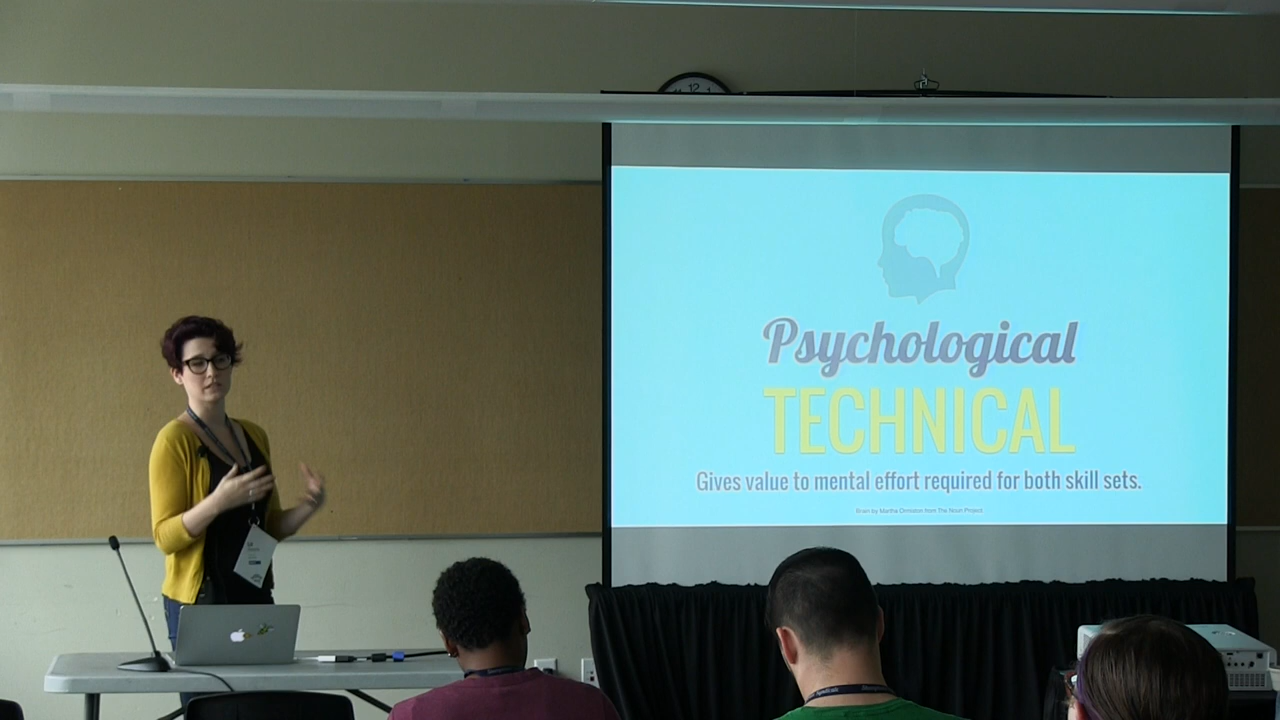 12
Psychological
TECHNICAL
Gives value to mental effort required for both skill sets.
Brain by Martha Ormiston from The Noun Project